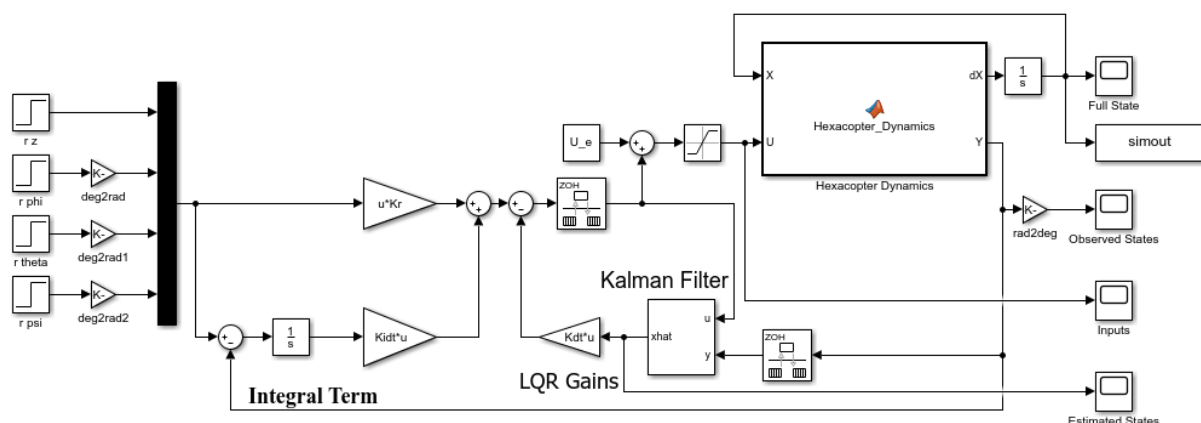 X
dX
1
s
Full State
Hexacopter_Dynamics
simout
U
Y
Hexacopter Dynamics
r z
U_e
+
+
K-
r phi
deg2rad
ZOH
u*Kr
+
+
+
−
K-
rad2deg
Observed States
K-
r theta
deg2rad1
Kalman Filter
K-
r psi
deg2rad2
u
Inputs
+
−
1
s
Kidt*u
Kdt*u
xhat
y
ZOH
LQR Gains
Integral Term
Estimated States